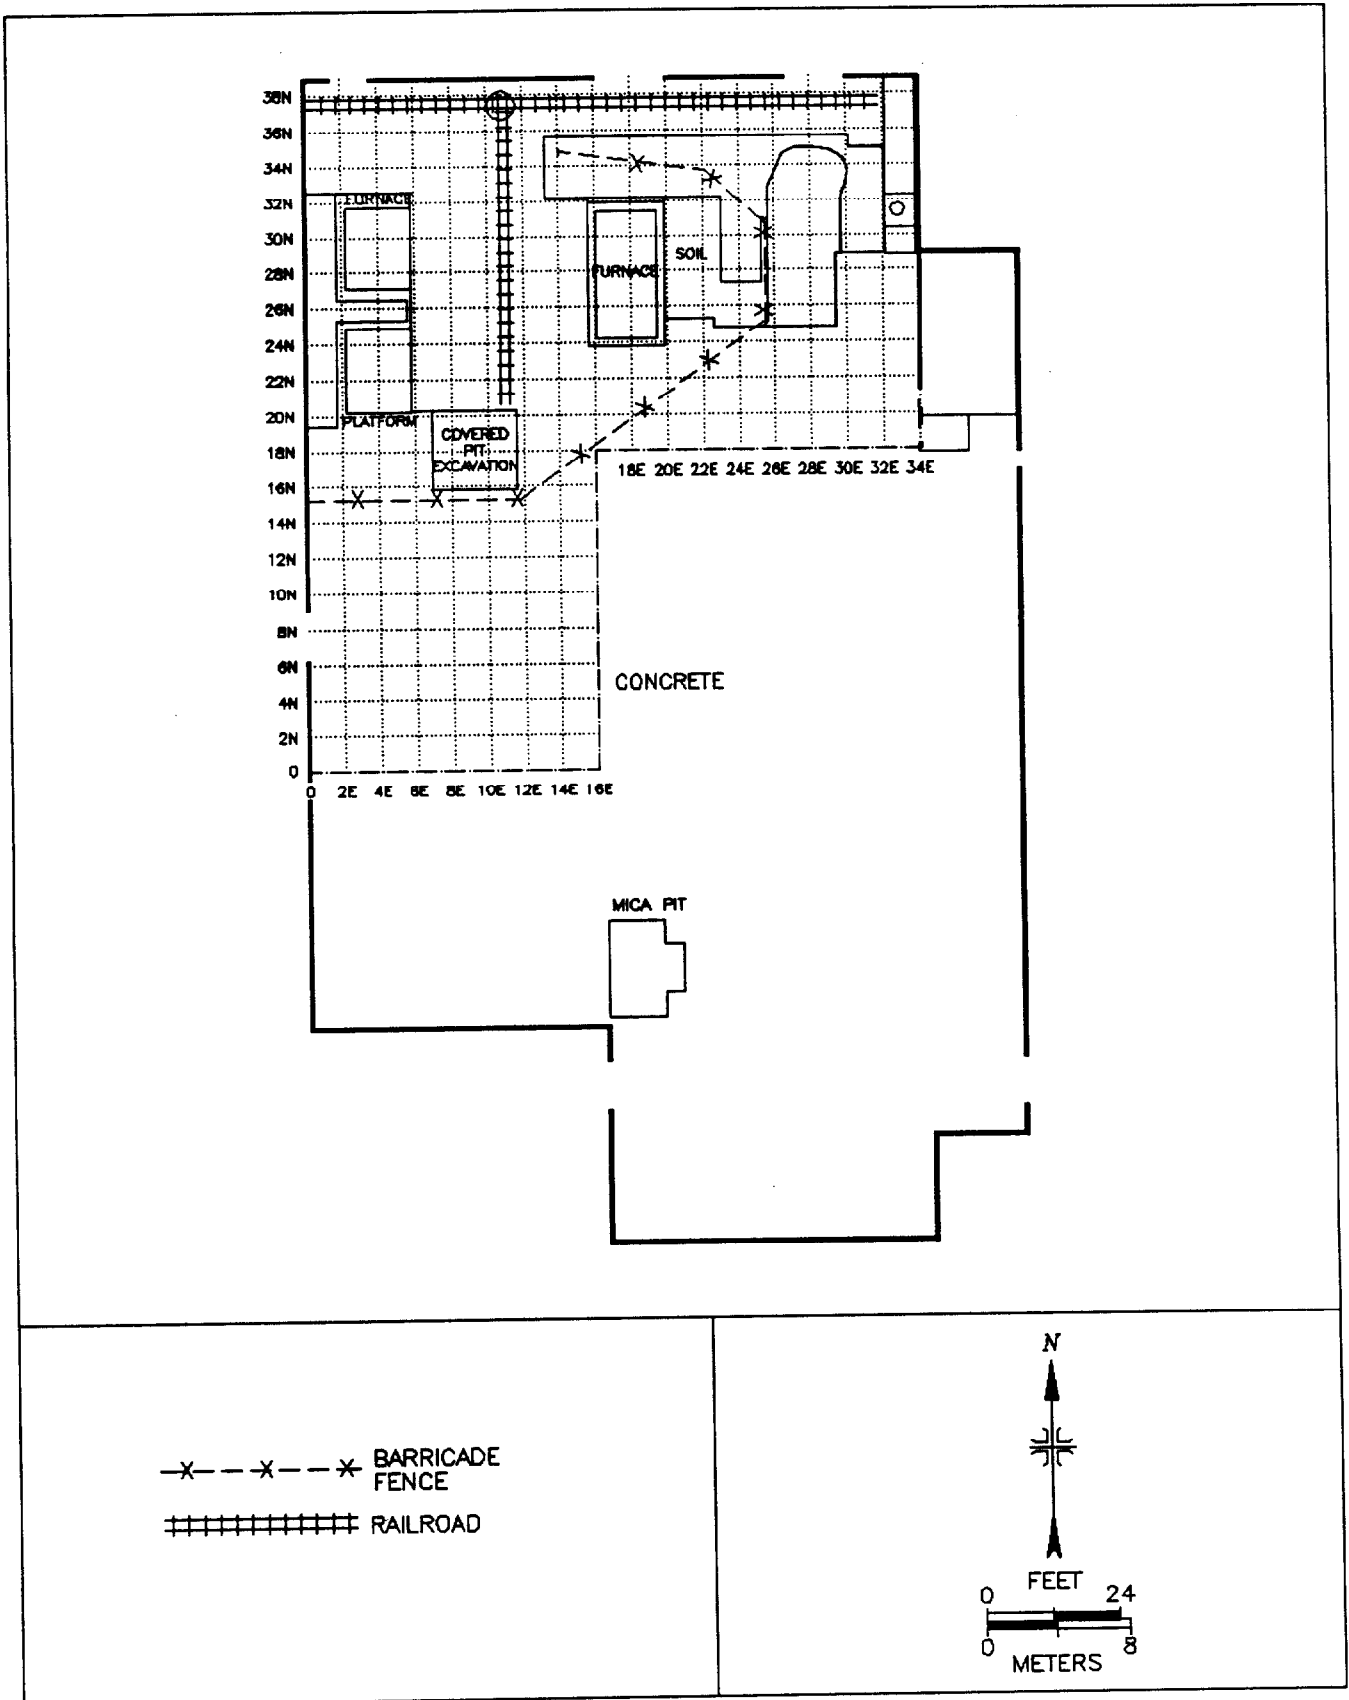 38N
36N
34N
32N
30N
28N
26N
24N
22N
20N
18N
16N
14N
12N
10N
8N
6N
4N
2N
0
FURNACE
SOIL
FURNACE
PLATFORM
COVERED
PIT
EXCAVATION
18E 20E 22E 24E 26E 28E 30E 32E 34E
CONCRETE
0 2E 4E 6E 8E 10E 12E 14E 16E
MICA PIT
BARRICADE
FENCE
RAILROAD
N
FEET
0 24
0 8
METERS